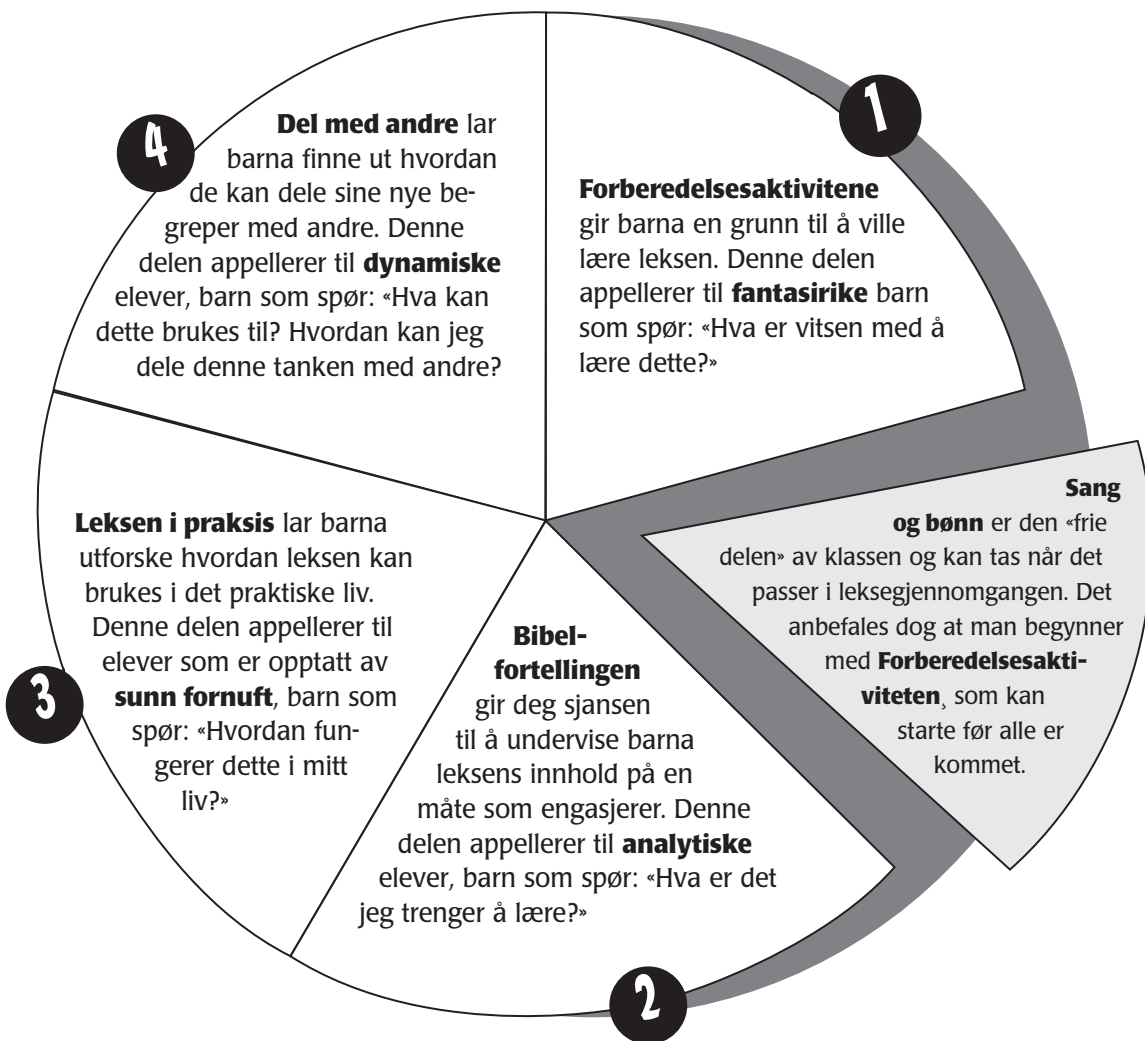 1
Forberedelsesaktivitene
gir barna en grunn til å ville
lære leksen. Denne delen
appellerer til fantasirike barn
som spør: «Hva er vitsen med å
lære dette?»
Sang
og bønn er den «frie
delen» av klassen og kan tas når det
passer i leksegjennomgangen. Det
anbefales dog at man begynner
med Forberedelsesakti-
viteten¸ som kan
starte før alle er
kommet.
2
Bibel-
fortellingen
gir deg sjansen
til å undervise barna
leksens innhold på en
måte som engasjerer. Denne
delen appellerer til analytiske
elever, barn som spør: «Hva er det
jeg trenger å lære?»
3
Leksen i praksis lar barna
utforske hvordan leksen kan
brukes i det praktiske liv.
Denne delen appellerer til
elever som er opptatt av
sunn fornuft, barn som
spør: «Hvordan fun-
gerer dette i mitt
liv?»
4
Del med andre lar
barna finne ut hvordan
de kan dele sine nye be-
greper med andre. Denne
delen appellerer til dynamiske
elever, barn som spør: «Hva kan
dette brukes til? Hvordan kan jeg
dele denne tanken med andre?